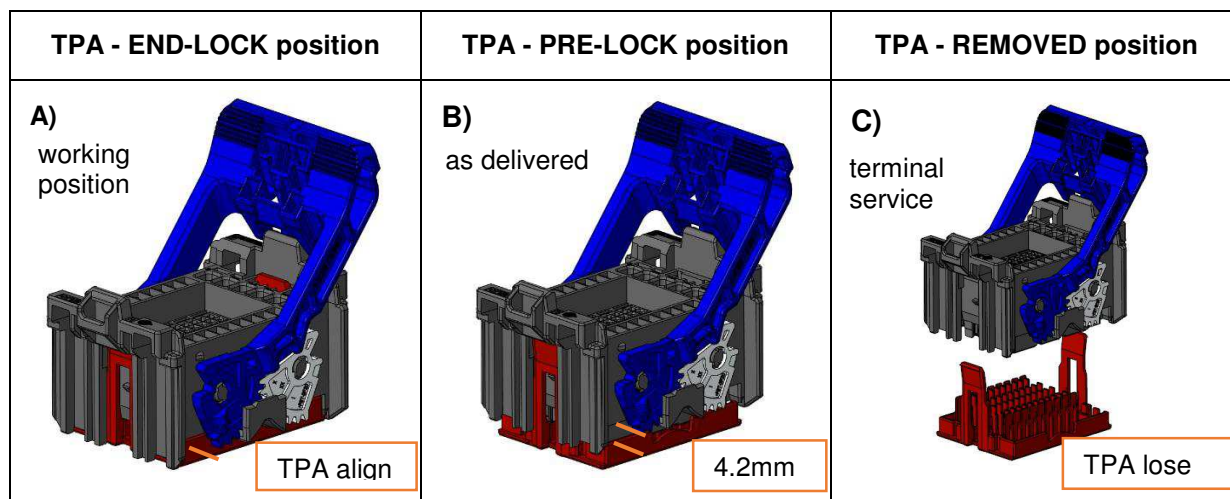 TPA - END-LOCK position
TPA - PRE-LOCK position
TPA - REMOVED position
A)
working
position
TPA align
B)
as delivered
4.2mm
C)
terminal
service
TPA lose